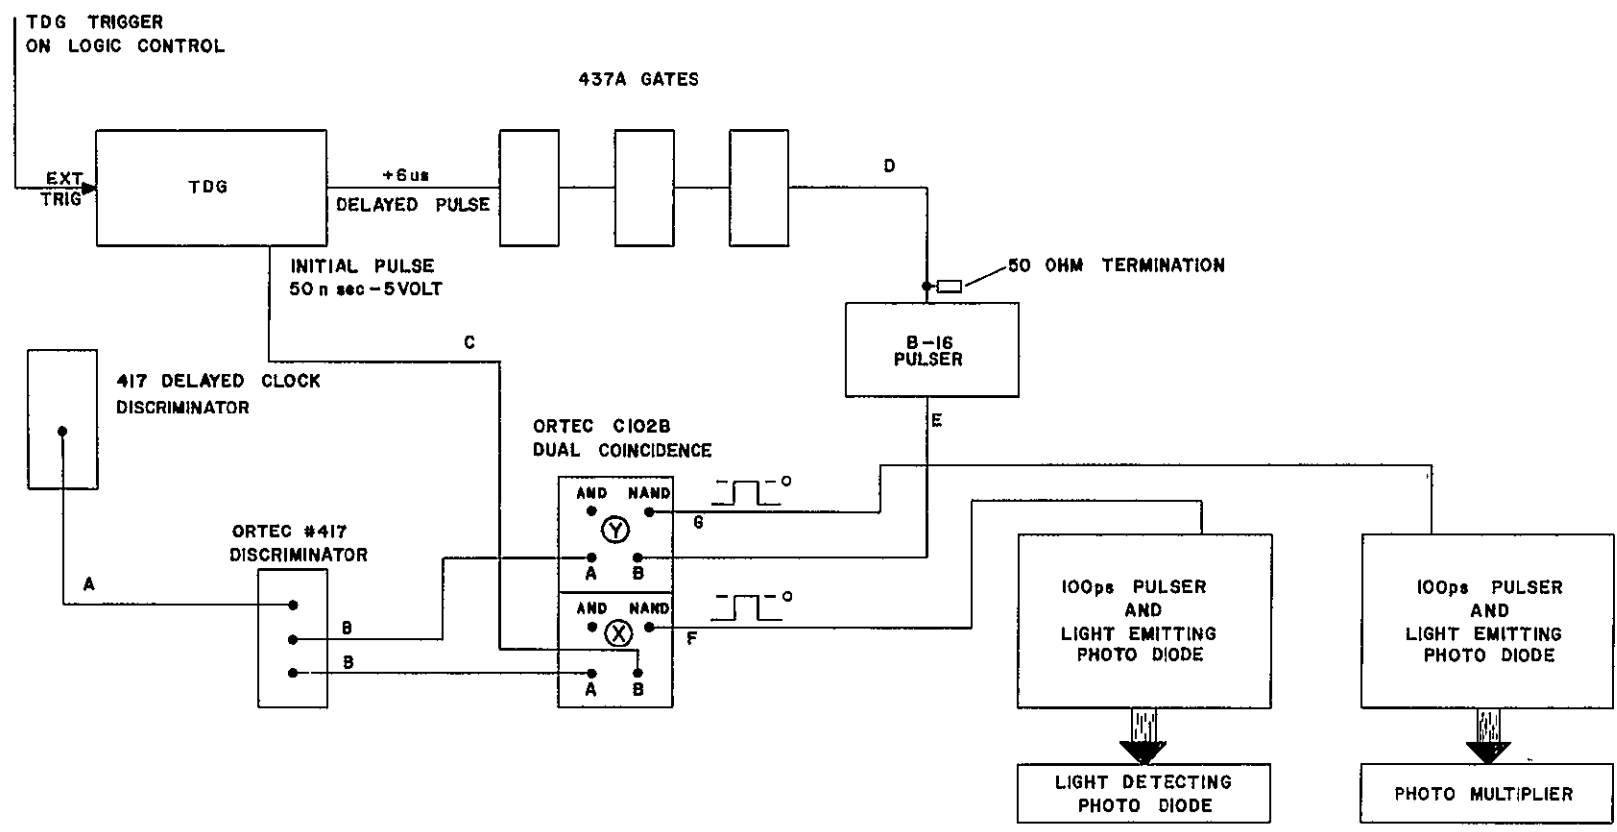 TDG TRIGGER
ON LOGIC CONTROL
437A GATES
EXT
TRIG
TDG
+6us
DELAYED PULSE
D
INITIAL PULSE
50 n sec – 5 VOLT
50 OHM TERMINATION
B-16
PULSER
C
417 DELAYED CLOCK
DISCRIMINATOR
E
ORTEC C102B
DUAL COINCIDENCE
AND NAND
Y
A B
G
O
ORTEC #417
DISCRIMINATOR
A
B
B
AND NAND
X
A B
F
O
100ps PULSER
AND
LIGHT EMITTING
PHOTO DIODE
100ps PULSER
AND
LIGHT EMITTING
PHOTO DIODE
LIGHT DETECTING
PHOTO DIODE
PHOTO MULTIPLIER